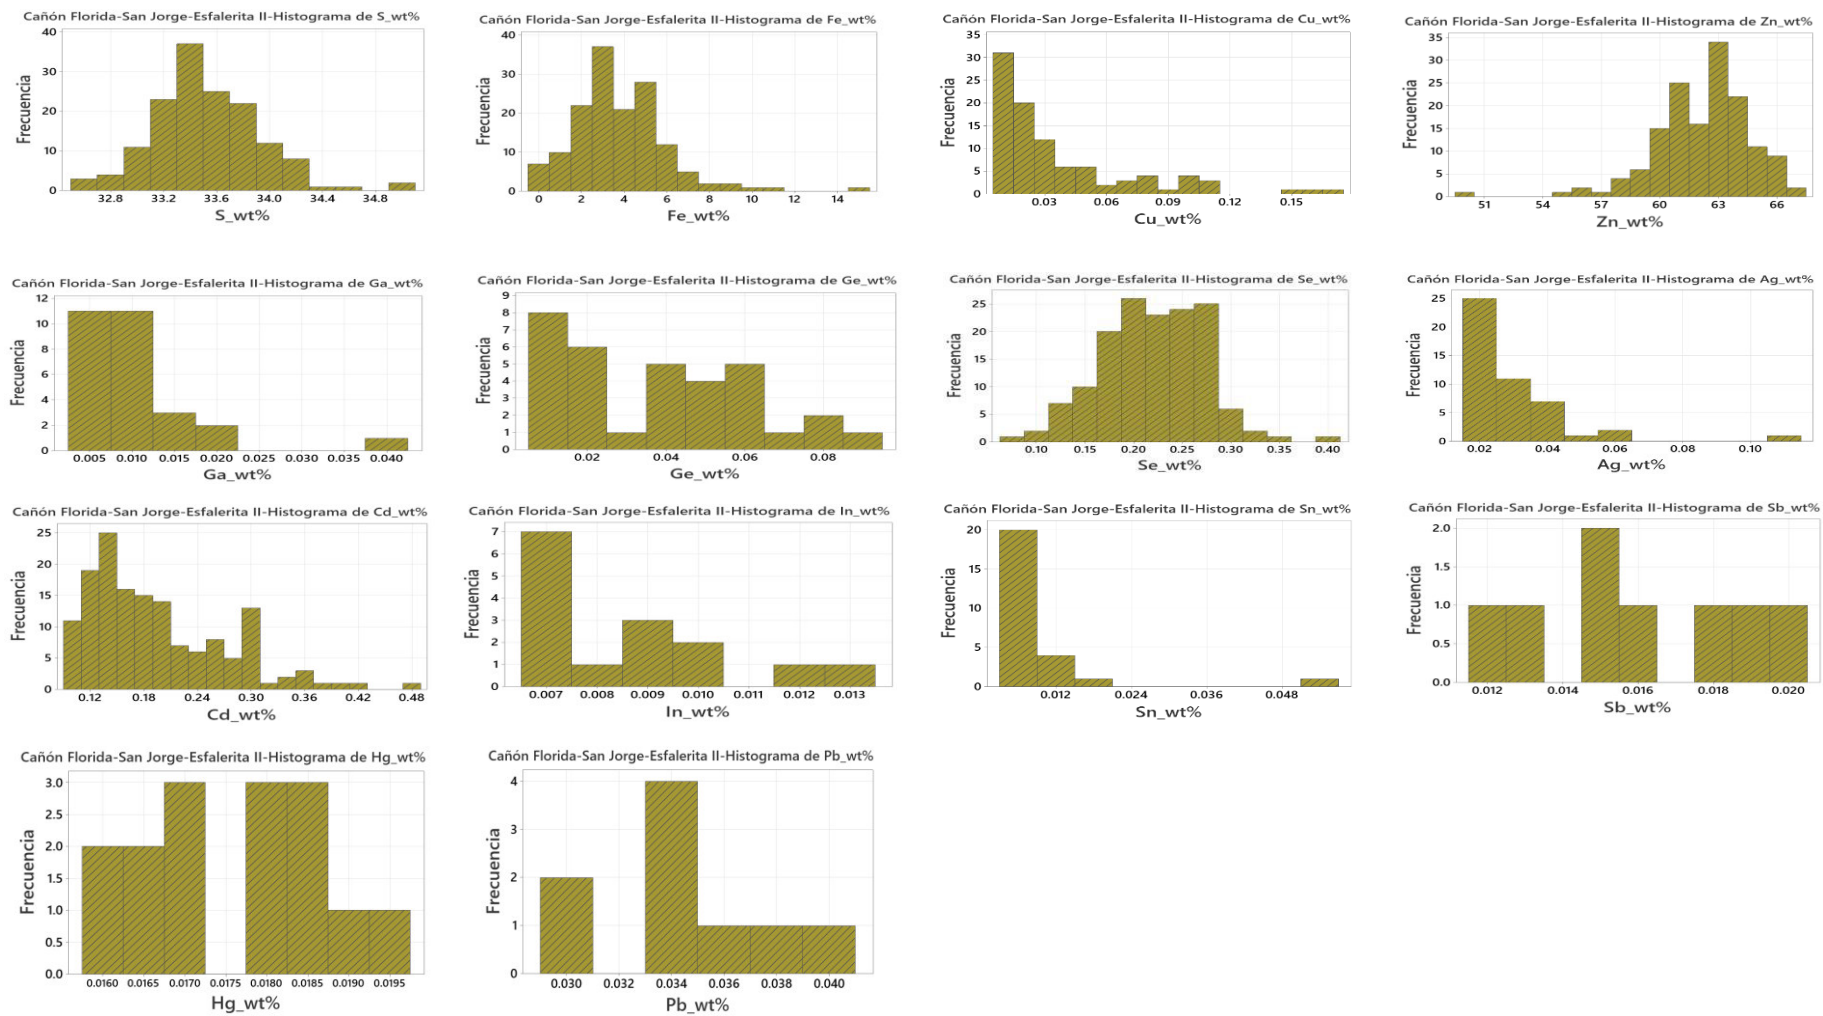 Cañón Florida-San Jorge-Esfalerita II-Histograma de S_wt%
40
30
20
10
0
Frecuencia
32.8 33.2 33.6 34.0 34.4 34.8
S_wt%
Cañón Florida-San Jorge-Esfalerita II-Histograma de Fe_wt%
40
30
20
10
0
Frecuencia
0 2 4 6 8 10 12 14
Fe_wt%
Cañón Florida-San Jorge-Esfalerita II-Histograma de Cu_wt%
35
30
25
20
15
10
5
0
Frecuencia
0.03 0.06 0.09 0.12 0.15
Cu_wt%
Cañón Florida-San Jorge-Esfalerita II-Histograma de Zn_wt%
35
30
25
20
15
10
5
0
Frecuencia
51 54 57 60 63 66
Zn_wt%
Cañón Florida-San Jorge-Esfalerita II-Histograma de Ga_wt%
12
10
8
6
4
2
0
Frecuencia
0.005 0.010 0.015 0.020 0.025 0.030 0.035 0.040
Ga_wt%
Cañón Florida-San Jorge-Esfalerita II-Histograma de Ge_wt%
9
8
7
6
5
4
3
2
1
0
Frecuencia
0.02 0.04 0.06 0.08
Ge_wt%
Cañón Florida-San Jorge-Esfalerita II-Histograma de Se_wt%
25
20
15
10
5
0
Frecuencia
0.10 0.15 0.20 0.25 0.30 0.35 0.40
Se_wt%
Cañón Florida-San Jorge-Esfalerita II-Histograma de Ag_wt%
25
20
15
10
5
0
Frecuencia
0.02 0.04 0.06 0.08 0.10
Ag_wt%
Cañón Florida-San Jorge-Esfalerita II-Histograma de Cd_wt%
25
20
15
10
5
0
Frecuencia
0.12 0.18 0.24 0.30 0.36 0.42 0.48
Cd_wt%
Cañón Florida-San Jorge-Esfalerita II-Histograma de In_wt%
7
6
5
4
3
2
1
0
Frecuencia
0.007 0.008 0.009 0.010 0.011 0.012 0.013
In_wt%
Cañón Florida-San Jorge-Esfalerita II-Histograma de Sn_wt%
20
15
10
5
0
Frecuencia
0.012 0.024 0.036 0.048
Sn_wt%
Cañón Florida-San Jorge-Esfalerita II-Histograma de Sb_wt%
2.0
1.5
1.0
0.5
0.0
Frecuencia
0.012 0.014 0.016 0.018 0.020
Sb_wt%
Cañón Florida-San Jorge-Esfalerita II-Histograma de Hg_wt%
3.0
2.5
2.0
1.5
1.0
0.5
0.0
Frecuencia
0.0160 0.0165 0.0170 0.0175 0.0180 0.0185 0.0190 0.0195
Hg_wt%
Cañón Florida-San Jorge-Esfalerita II-Histograma de Pb_wt%
4
3
2
1
0
Frecuencia
0.030 0.032 0.034 0.036 0.038 0.040
Pb_wt%